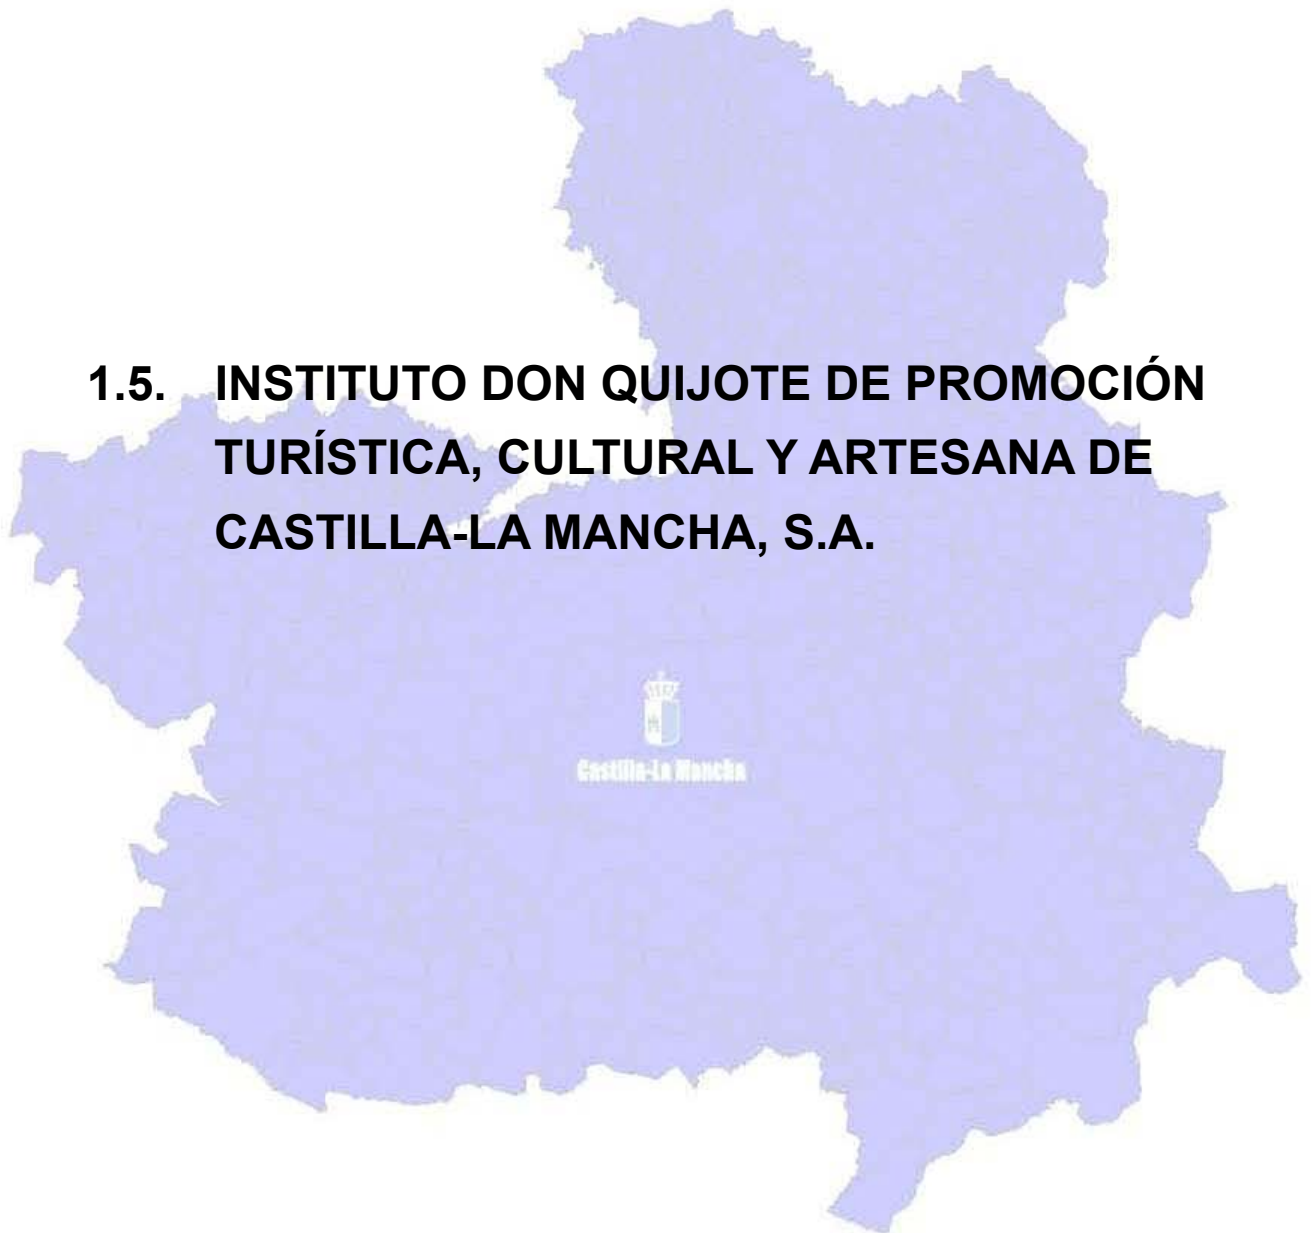 1.5. INSTITUTO DON QUIJOTE DE PROMOCIÓN
TURÍSTICA, CULTURAL Y ARTESANA DE
CASTILLA-LA MANCHA, S.A.
Castilla-La Mancha